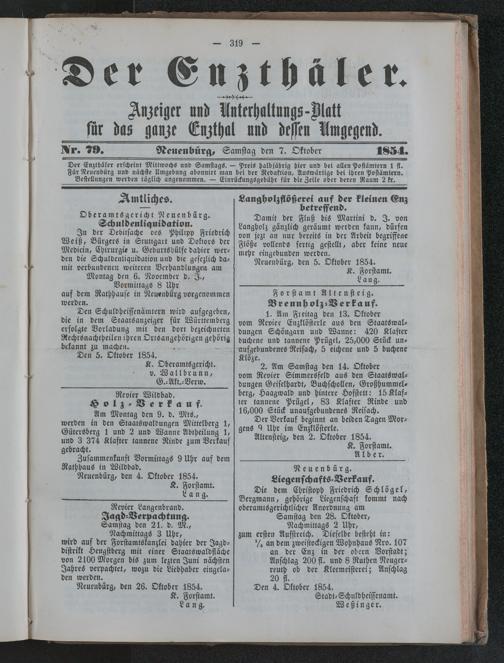 — 319 —
Der Enzthäler.
Anzeiger und Unterhaltungs-Blatt
für das ganze Enzthal und dessen Umgegend.
Nr. 79. Neuenbürg, Samstag den 7. Oktober 1854.
Der Enzthäler erscheint Mittwochs und Samstags. — Preis halbjährig hier und bei allen Postämtern 1 fl.
Für Neuenbürg und nächste Umgebung abonnirt man bei der Redaktion, Auswärtige bei ihren Postämtern.
Bestellungen werden täglich angenommen. — Einrückungsgebühr für die Zeile oder deren Raum 2 kr.
Amtliches.
Oberamtsgericht Neuenbürg.
Schuldenliquidation.
In der Debitsache des Philipp Friedrich
Weiß, Bürgers in Stuttgart und Doktors der
Medicin, Chirurgie u. Geburtshülfe dahier wer-
den die Schuldenliquidation und die gesetzlich da-
mit verbundenen weiteren Verhandlungen am
Montag den 6. November d. J.,
Vormittags 8 Uhr
auf dem Rathhause in Neuenbürg vorgenommen
werden.
Den Schuldheißenämtern wird aufgegeben,
die in dem Staatsanzeiger für Württemberg
erfolgte Vorladung mit den dort bezeichneten
Rechtsnachtheilen ihren Ortsangehörigen gehörig
bekannt zu machen.
Den 5. Oktober 1854.
K. Oberamtsgericht.
v. Wallbrunn,
G.-Akt.-Verw.
Revier Wildbad.
Holz-Verkauf.
Am Montag den 9. d. Mts.,
werden in den Staatswaldungen Mittelberg 1,
Gütersberg 1 und 2 und Wanne Abtheilung 1,
und 3 374 Klafter tannene Rinde zum Verkauf
gebracht.
Zusammenkunft Vormittags 9 Uhr auf dem
Rathhaus in Wildbad.
Neuenbürg, den 4. Oktober 1854.
K. Forstamt.
Lang.
Revier Langenbrand.
Jagd-Verpachtung.
Samstag den 21. d. M.,
Nachmittags 3 Uhr,
wird auf der Forstamtskanzlei dahier der Jagd-
distrikt Hengstberg mit einer Staatswaldfläche
von 2100 Morgen bis zum letzten Juni nächsten
Jahres verpachtet, wozu die Liebhaber eingela-
den werden.
Neuenbürg, den 26. Oktober 1854.
K. Forstamt.
Lang.
Langholzflößerei auf der kleinen Enz
betreffend.
Damit der Fluß bis Martini d. J. von
Langholz gänzlich geräumt werden kann, dürfen
von jezt an nur bereits in der Arbeit begriffene
Flöße vollends fertig gestellt, aber keine neue
mehr eingebunden werden.
Neuenbürg, den 5. Oktober 1854.
K. Forstamt.
Lang.
Forstamt Altensteig.
Brennholz-Verkauf.
1. Am Freitag den 13. Oktober
vom Revier Enzklösterle aus den Staatswal-
dungen Schöngarn und Wanne: 420 Klafter
buchene und tannene Prügel, 25,000 Stück un-
aufgebundenes Reisach, 5 eichene und 5 buchene
Klöze.
2. Am Samstag den 14. Oktober
vom Revier Simmersfeld aus den Staatswal-
dungen Geiselhardt, Buchschollen, Großhummel-
berg, Haagwald und hintere Hofstett: 15 Klaf-
ter tannene Prügel, 83 Klafter Rinde und
16,000 Stück unaufgebundenes Reisach.
Der Verkauf beginnt an beiden Tagen Mor-
gens 9 Uhr im Enzklösterle.
Altensteig, den 2. Oktober 1854.
K. Forstamt.
Alber.
Neuenbürg.
Liegenschafts-Verkauf.
Die dem Christoph Friedrich Schlögel,
Bergmann, gehörige Liegenschaft kommt nach
oberamtsgerichtlicher Anordnung am
Samstag den 28. Oktober,
Nachmittags 2 Uhr,
zum ersten Aufstreich. Dieselbe besteht in:
1/4 an dem zweistockigen Wohnhaus Nro. 107
an der Enz in der obern Vorstadt;
Anschlag 200 fl. und 8 Ruthen Neuger-
reuth ob der Klosmeisterei; Anschlag
20 fl.
Den 4. Oktober 1854.
Stadt-Schuldheißenamt.
Weßinger.